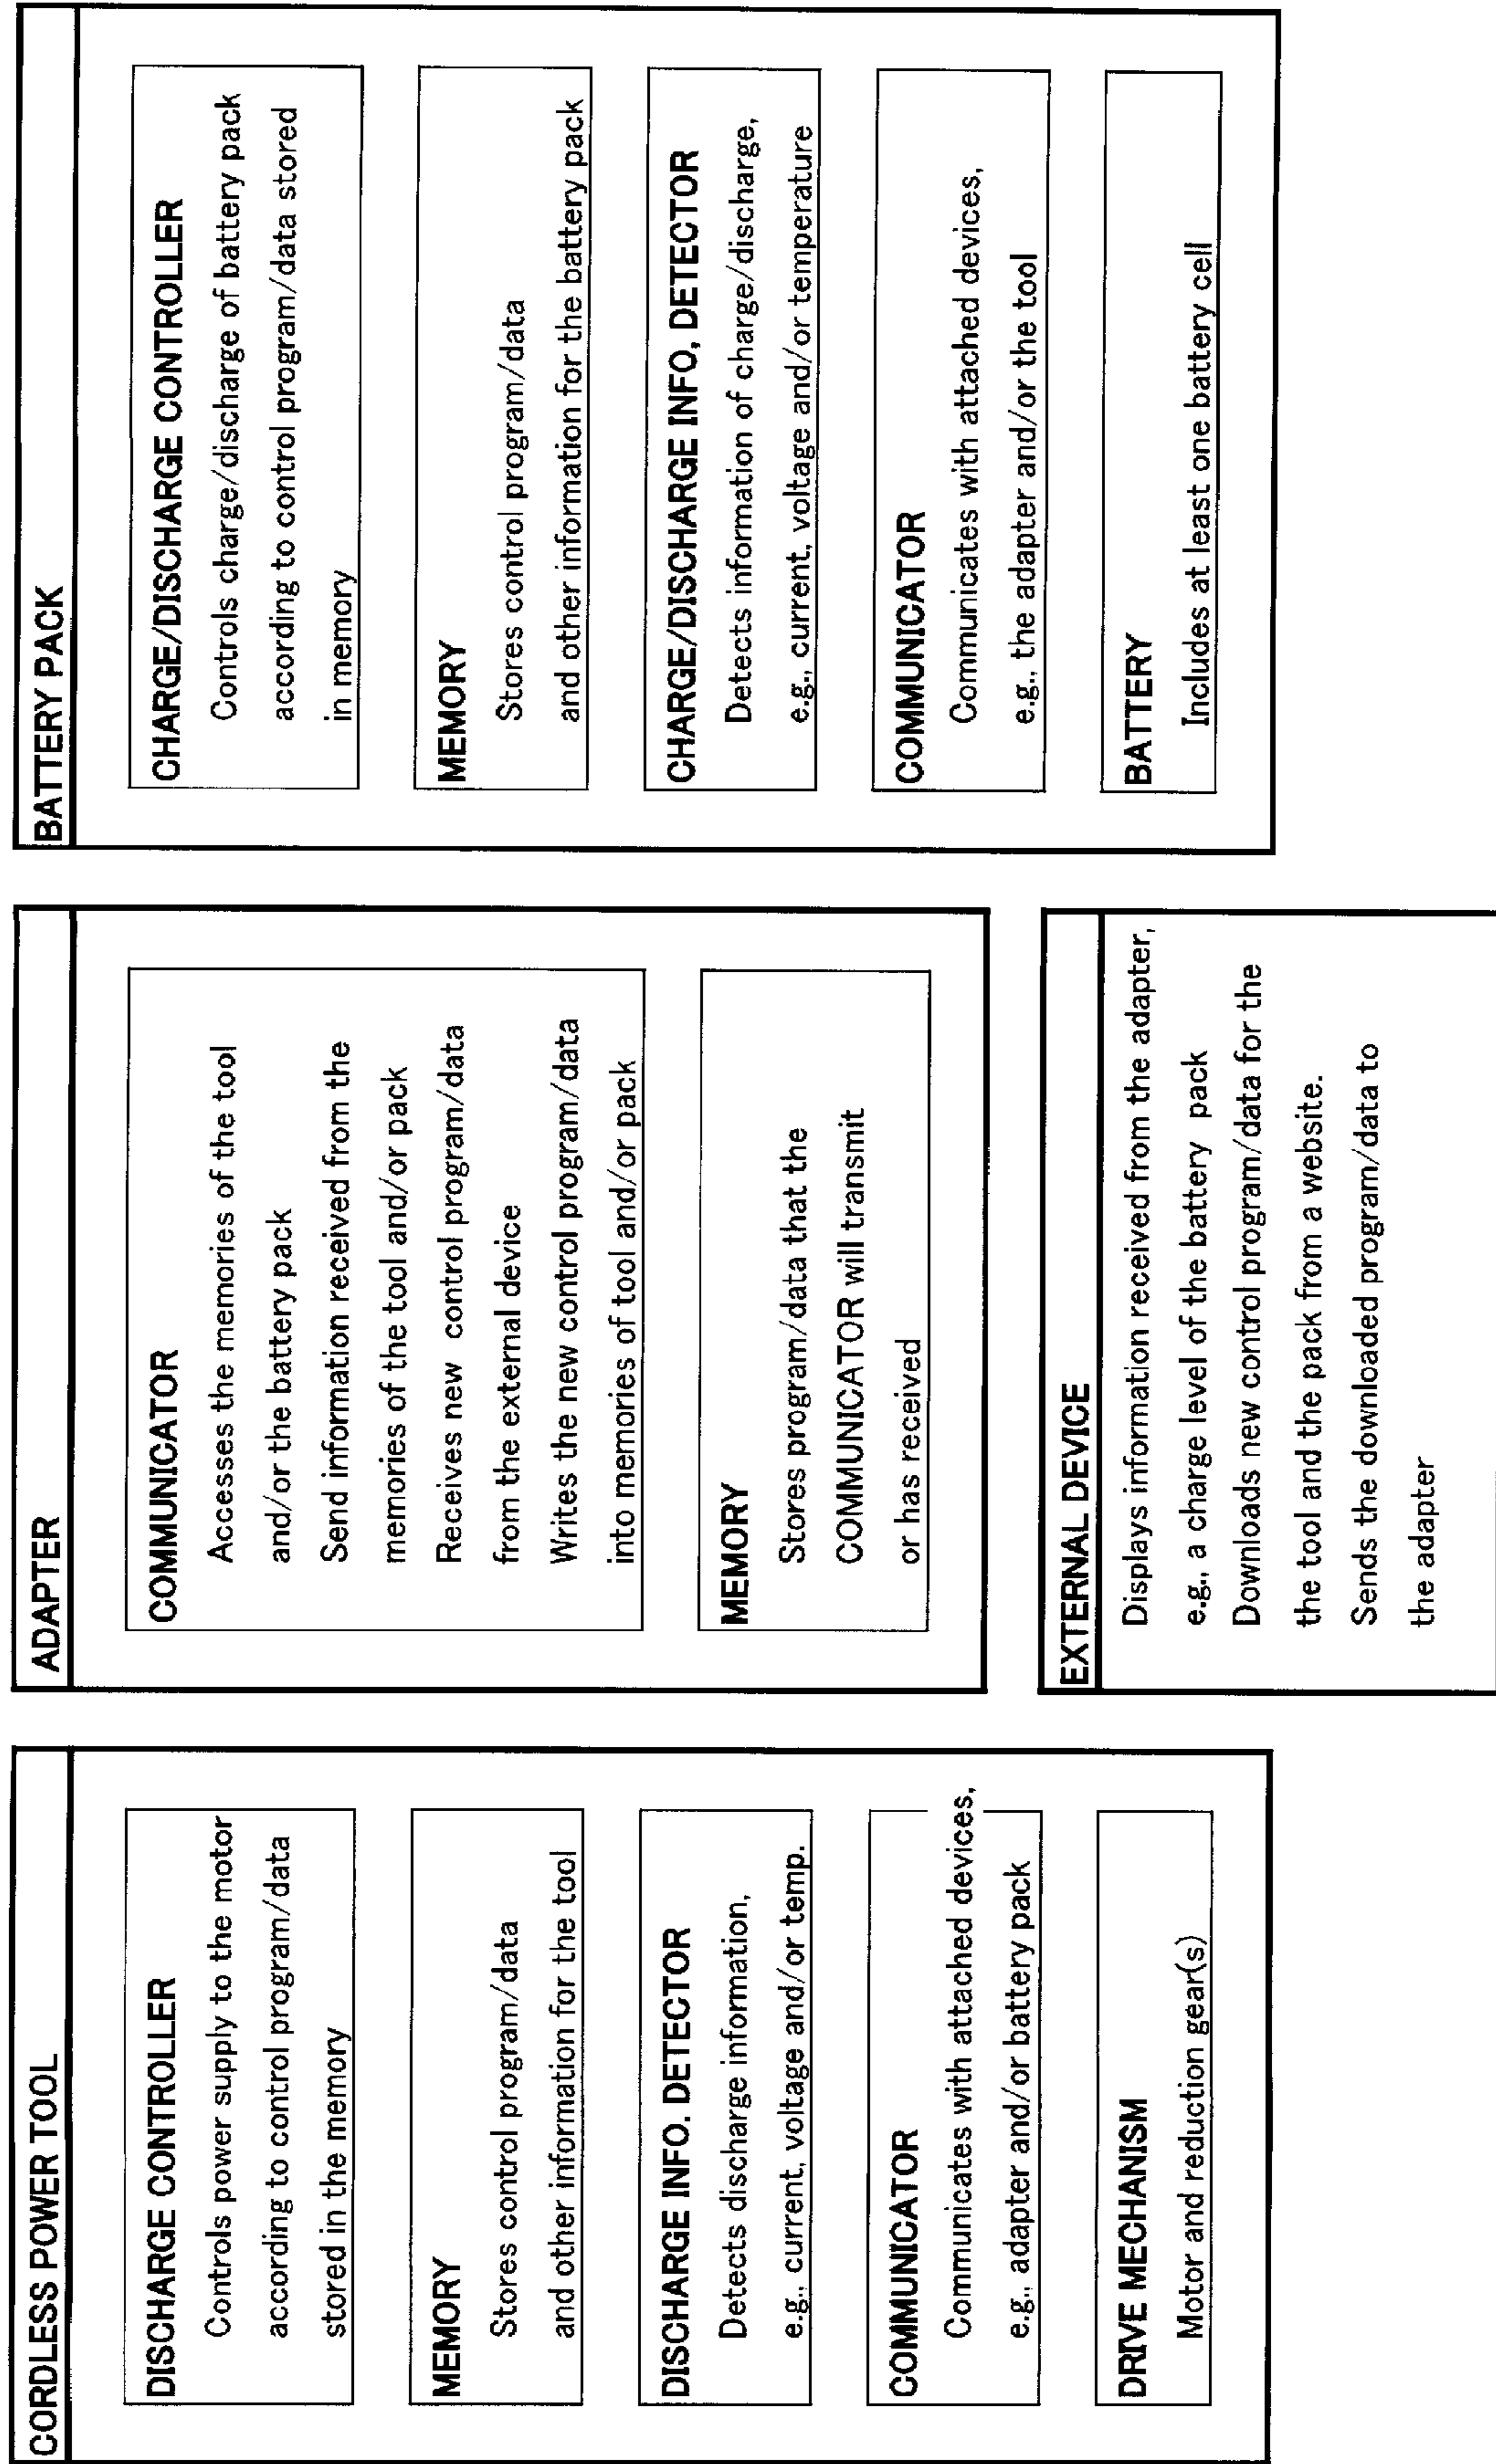 CORDLESS POWER TOOL
DISCHARGE CONTROLLER
Controls power supply to the motor
according to control program/data
stored in the memory
MEMORY
Stores control program/data
and other information for the tool
DISCHARGE INFO. DETECTOR
Detects discharge information,
e.g., current, voltage and/or temp.
COMMUNICATOR
Communicates with attached devices,
e.g., adapter and/or battery pack
DRIVE MECHANISM
Motor and reduction gear(s)
ADAPTER
COMMUNICATOR
Accesses the memories of the tool
and/or the battery pack
Send information received from the
memories of the tool and/or pack
Receives new control program/data
from the external device
Writes the new control program/data
into memories of tool and/or pack
MEMORY
Stores program/data that the
COMMUNICATOR will transmit
or has received
EXTERNAL DEVICE
Displays information received from the adapter,
e.g., a charge level of the battery pack
Downloads new control program/data for the
the tool and the pack from a website.
Sends the downloaded program/data to
the adapter
BATTERY PACK
CHARGE/DISCHARGE CONTROLLER
Controls charge/discharge of battery pack
according to control program/data stored
in memory
MEMORY
Stores control program/data
and other information for the battery pack
CHARGE/DISCHARGE INFO, DETECTOR
Detects information of charge/discharge,
e.g., current, voltage and/or temperature
COMMUNICATOR
Communicates with attached devices,
e.g., the adapter and/or the tool
BATTERY
Includes at least one battery cell